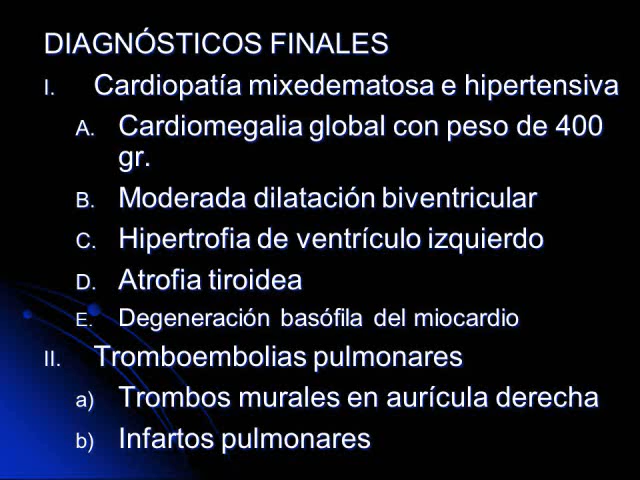 DIAGNÓSTICOS FINALES
I. Cardiopatía mixedematosa e hipertensiva
A. Cardiomegalia global con peso de 400
gr.
B. Moderada dilatación biventricular
C. Hipertrofia de ventrículo izquierdo
D. Atrofia tiroidea
E. Degeneración basófila del miocardio
II. Tromboembolias pulmonares
a) Trombos murales en aurícula derecha
b) Infartos pulmonares